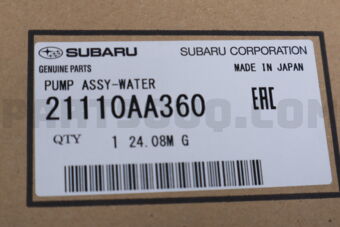 SUBARU SUBARU CORPORATION
GENUINE PARTS MADE IN JAPAN
PUMP ASSY-WATER
21110AA360 EAC
QTY 1 24.08M G